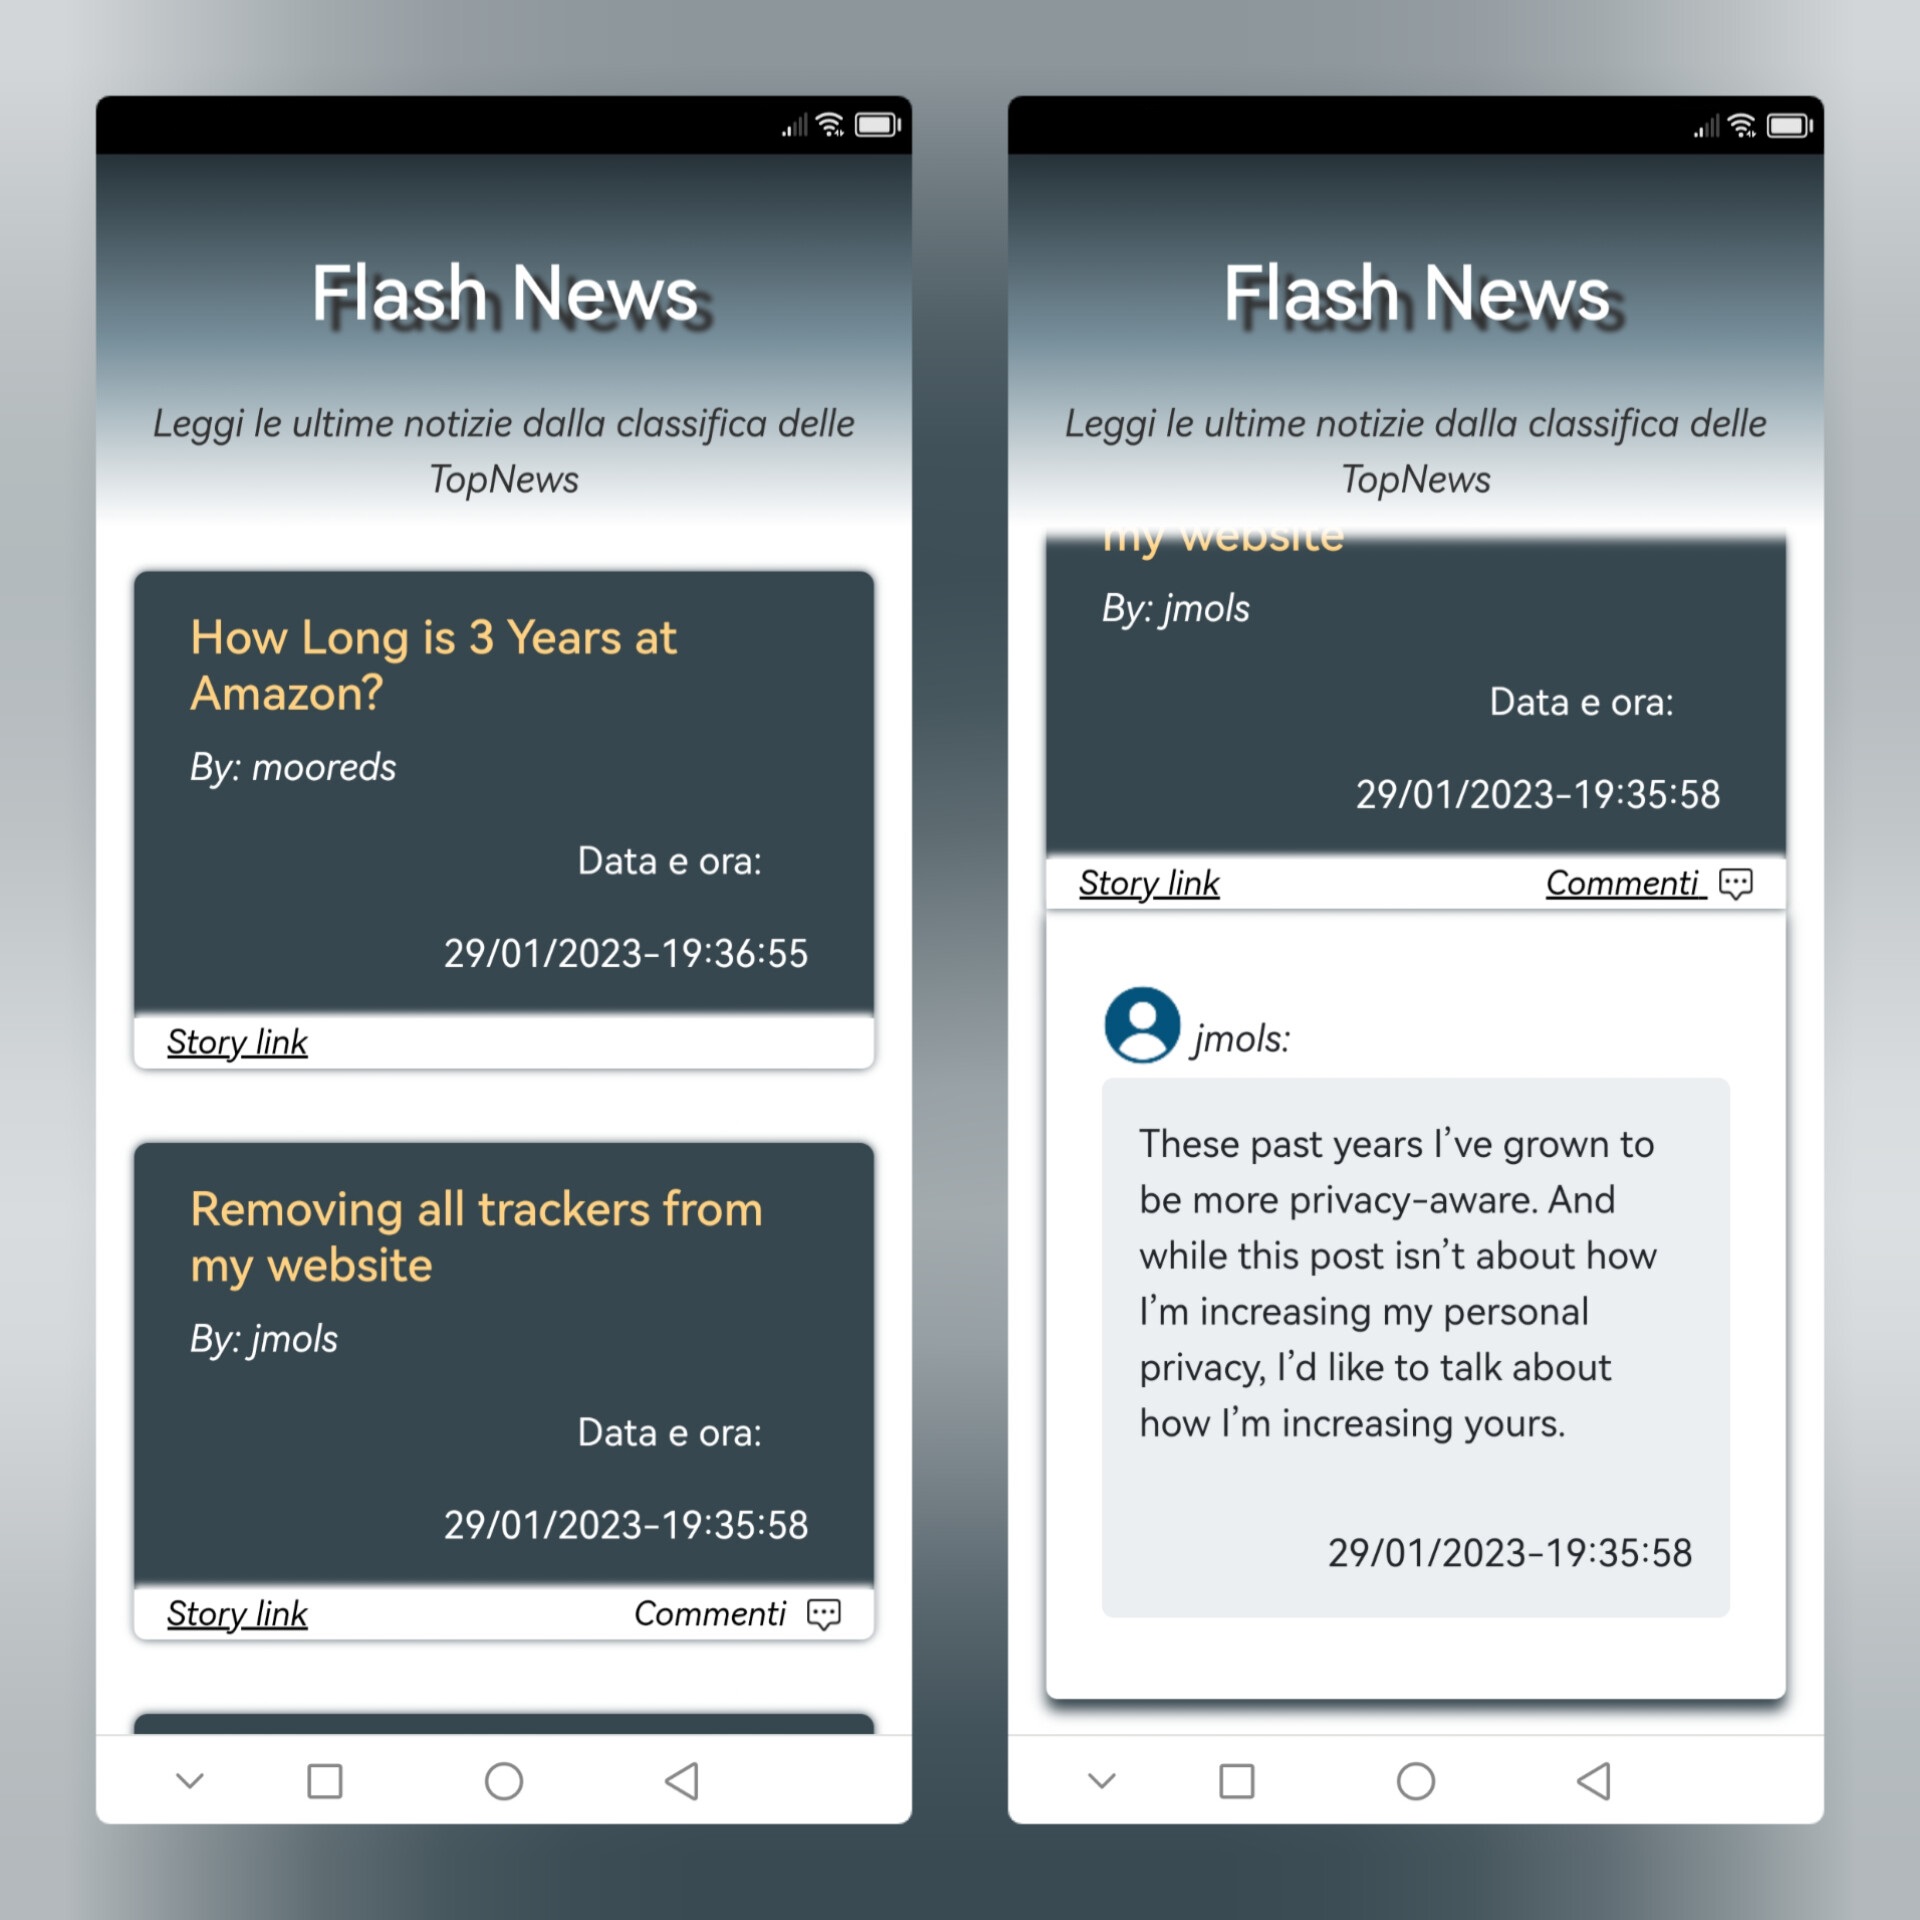 Flash News
Leggi le ultime notizie dalla classifica delle
TopNews
How Long is 3 Years at
Amazon?
By: mooreds
Data e ora:
29/01/2023-19:36:55
Story link
Removing all trackers from
my website
By: jmols
Data e ora:
29/01/2023-19:35:58
Story link Commenti
Flash News
Leggi le ultime notizie dalla classifica delle
TopNews
my website
By: jmols
Data e ora:
29/01/2023-19:35:58
Story link Commenti
jmols:
These past years I’ve grown to
be more privacy-aware. And
while this post isn’t about how
I’m increasing my personal
privacy, I’d like to talk about
how I’m increasing yours.
29/01/2023-19:35:58